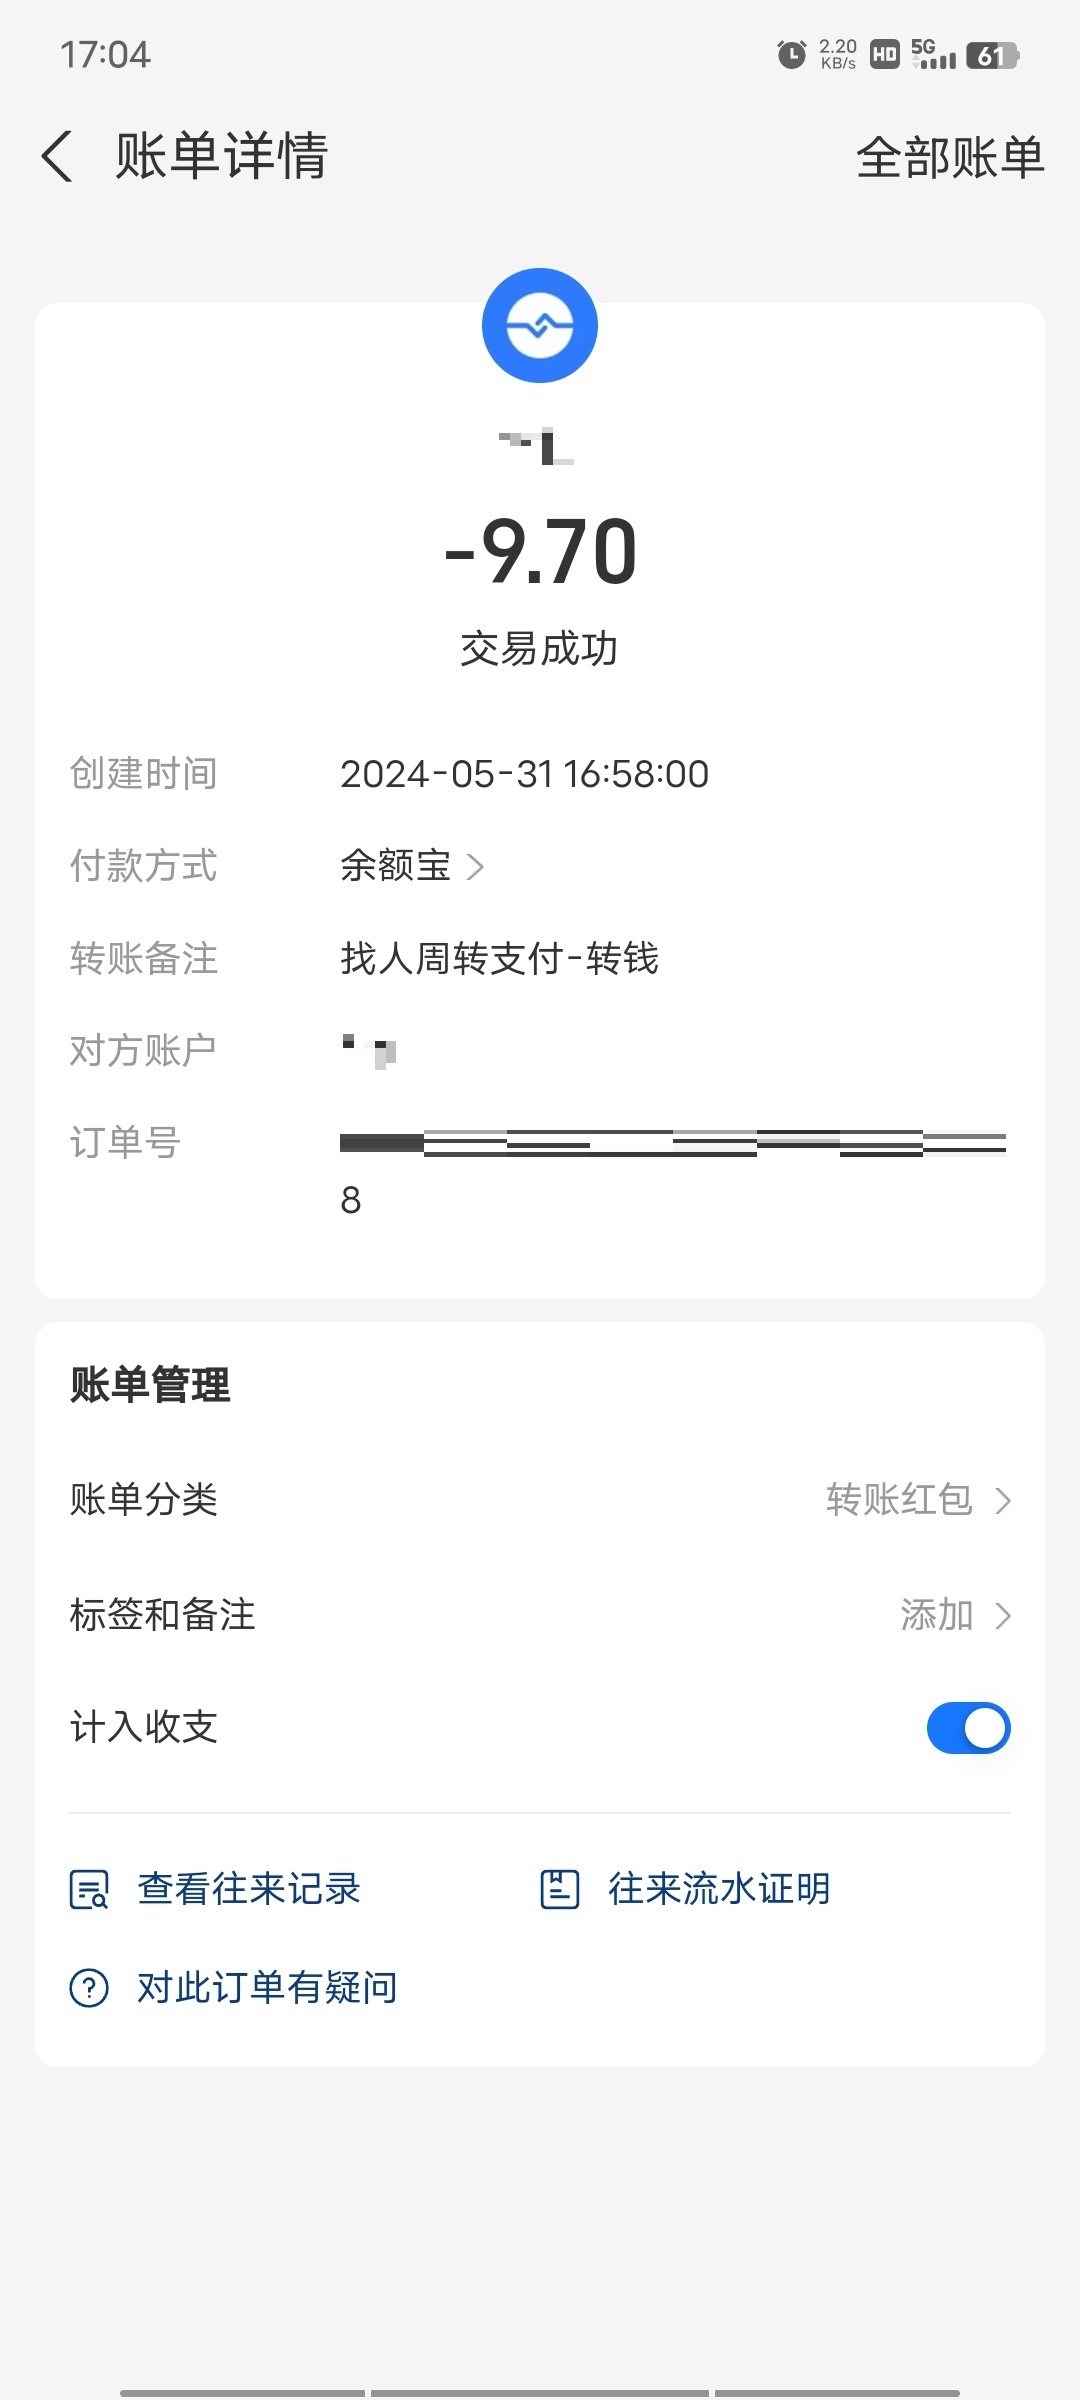 17:04
2.20
KB/s
HD
5G
61
账单详情
全部账单
-9.70
交易成功
创建时间
2024-05-31 16:58:00
付款方式
余额宝
转账备注
找人周转支付-转钱
对方账户
订单号
8
账单管理
账单分类
转账红包
标签和备注
添加
计入收支
查看往来记录
往来流水证明
对此订单有疑问